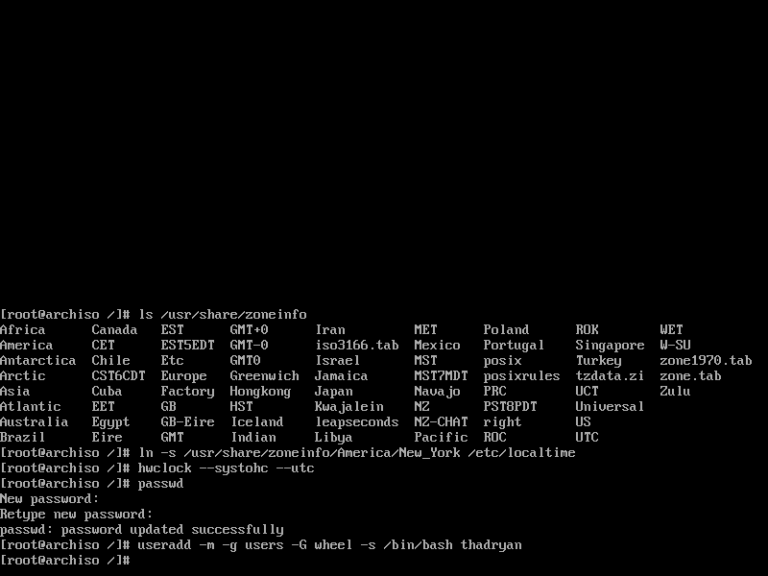 [root@archiso /]# ls /usr/share/zoneinfo
Africa Canada EST GMT+0 Iran MET Poland ROK WET
America CET EST5EDT GMT-0 iso3166.tab Mexico Portugal Singapore W-SU
Antarctica Chile Etc GMT0 Israel MST posix Turkey zone1970.tab
Arctic CST6CDT Europe Greenwich Jamaica MST7MDT posixrules tzdata.zi zone.tab
Asia Cuba Factory Hongkong Japan Navajo PRC UCT Zulu
Atlantic EET GB HST Kwajalein NZ PST8PDT Universal
Australia Egypt GB-Eire Iceland leapseconds NZ-CHAT right US
Brazil Eire GMT Indian Libya Pacific ROC UTC
[root@archiso /]# ln -s /usr/share/zoneinfo/America/New_York /etc/localtime
[root@archiso /]# hwclock --systohc --utc
[root@archiso /]# passwd
New password:
Retype new password:
passwd: password updated successfully
[root@archiso /]# useradd -m -g users -G wheel -s /bin/bash thadryan
[root@archiso /]#